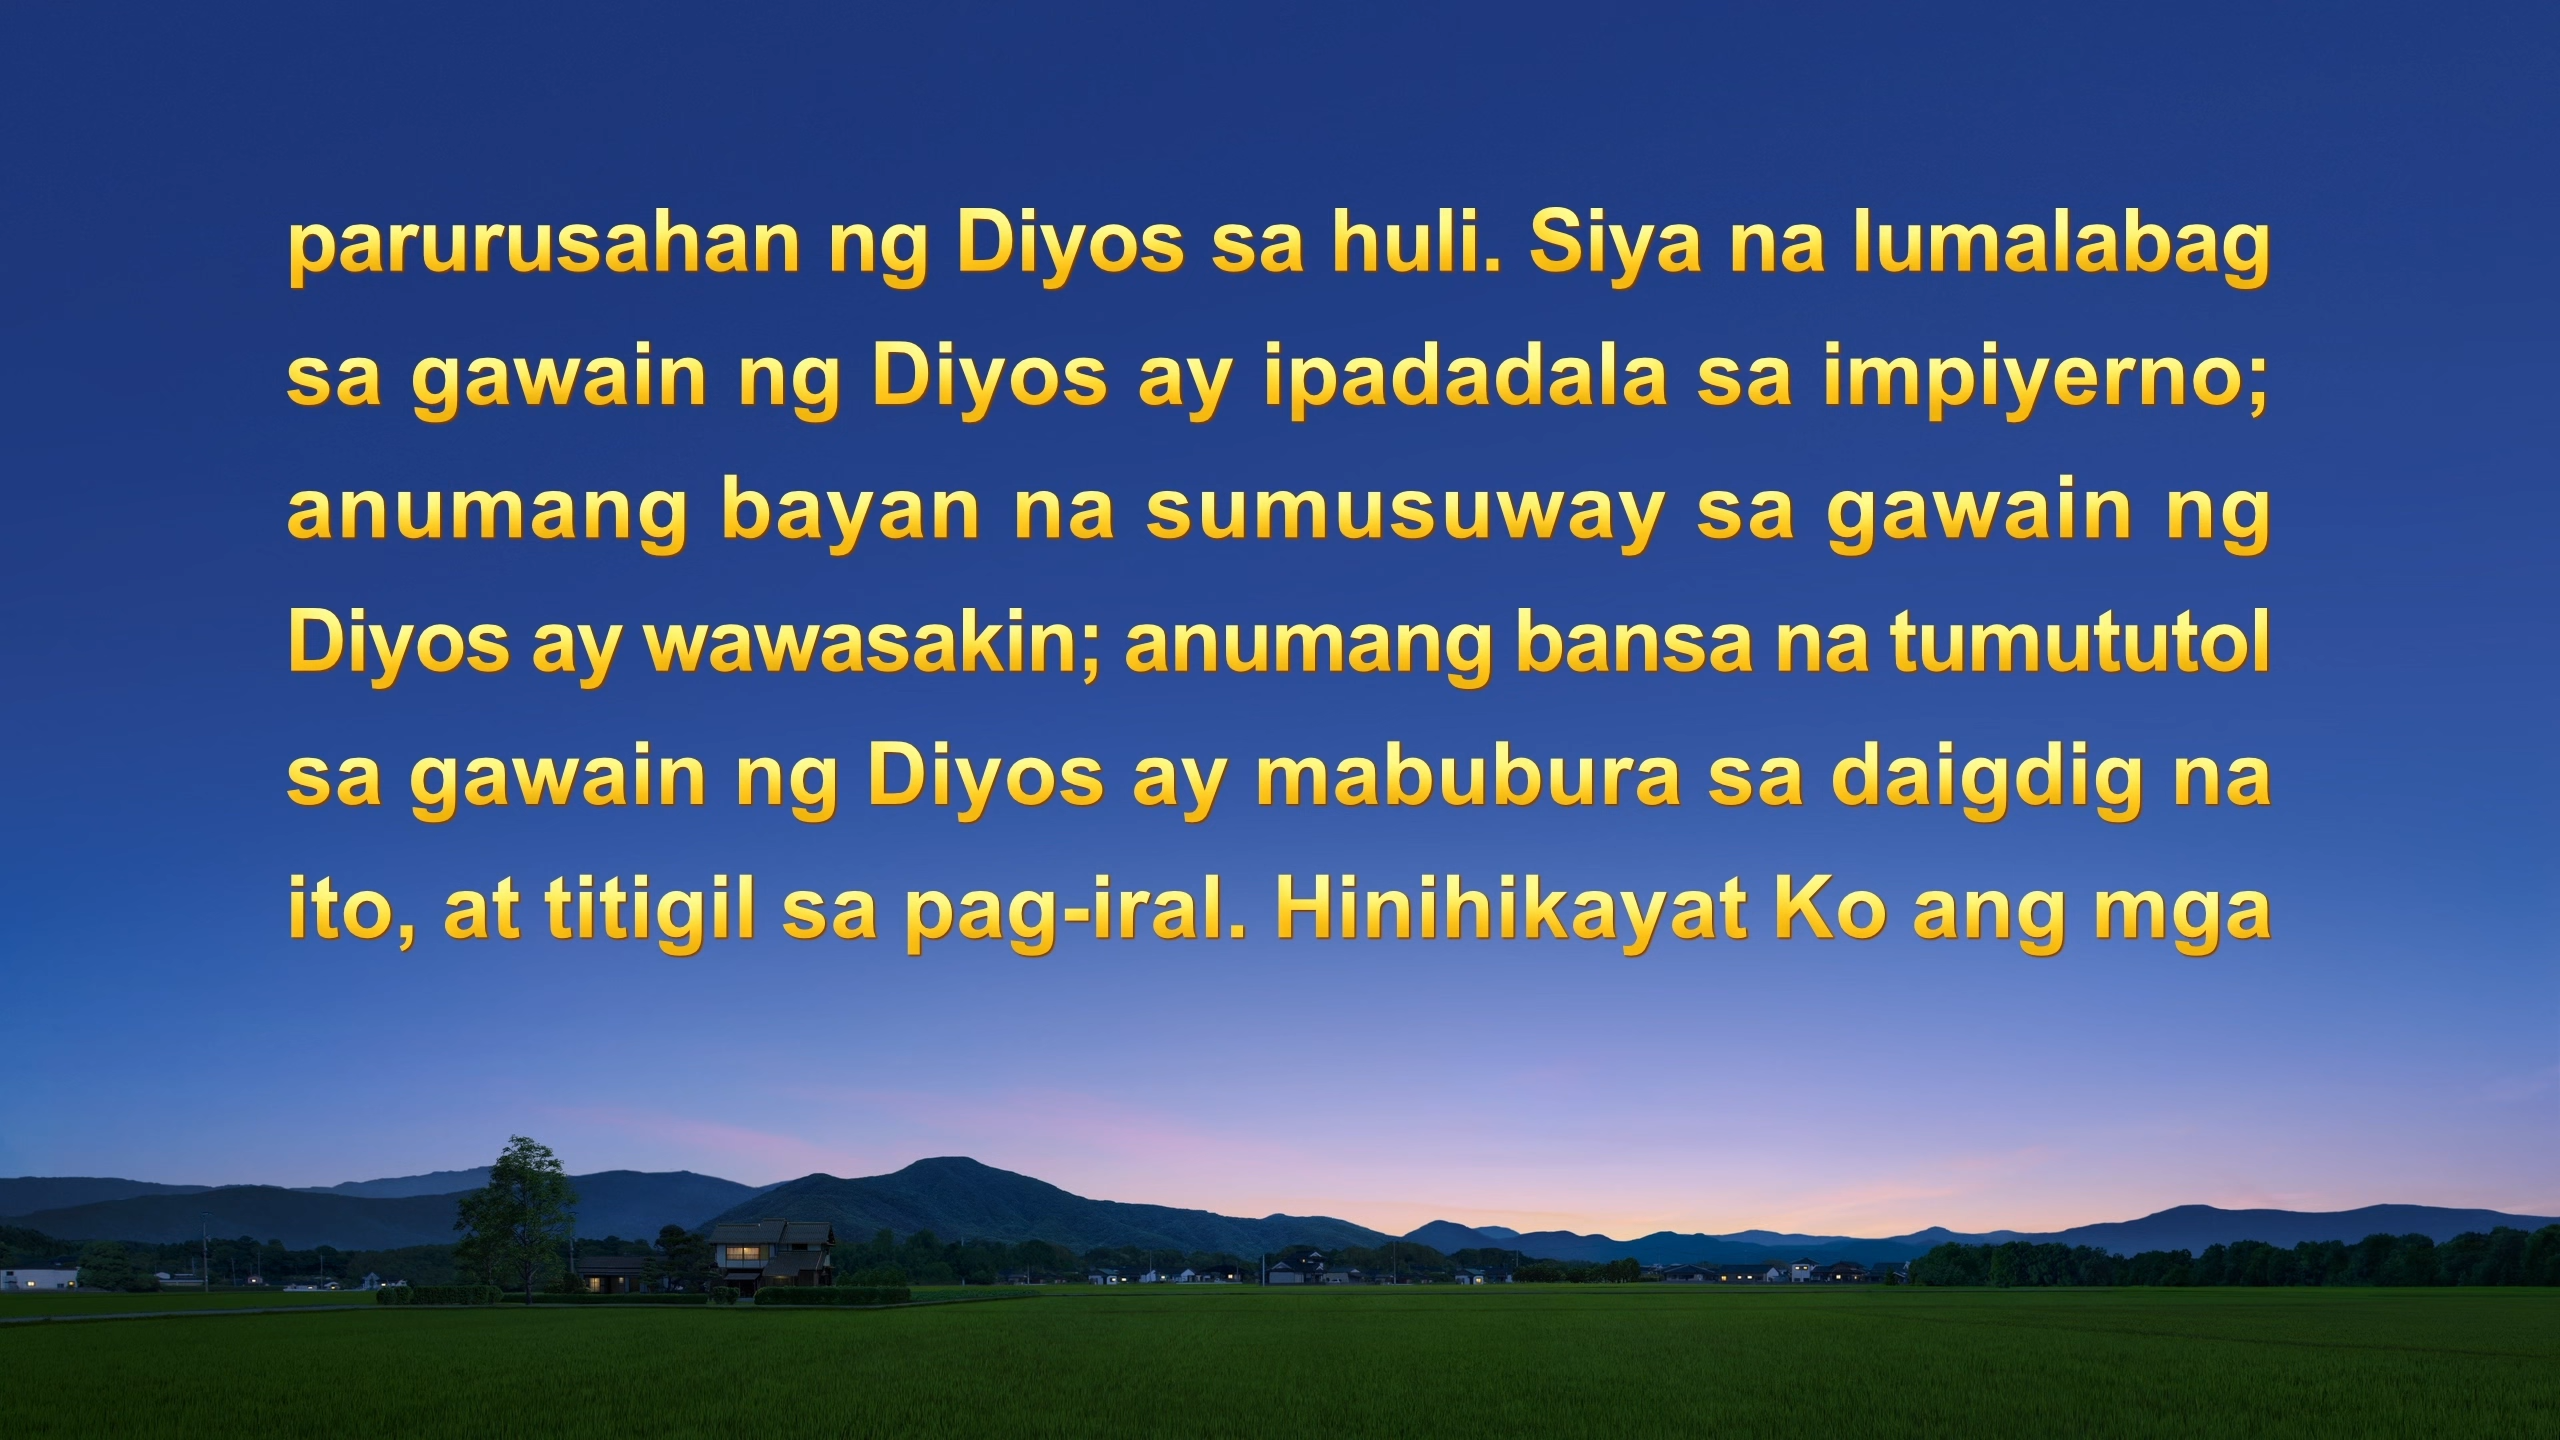 parurusahan ng Diyos sa huli. Siya na lumalabag
sa gawain ng Diyos ay ipadadala sa impiyerno;
anumang bayan na sumusuway sa gawain ng
Diyos ay wawasakin; anumang bansa na tumututol
sa gawain ng Diyos ay mabubura sa daigdig na
ito, at titigil sa pag-iral. Hinihikayat Ko ang mga